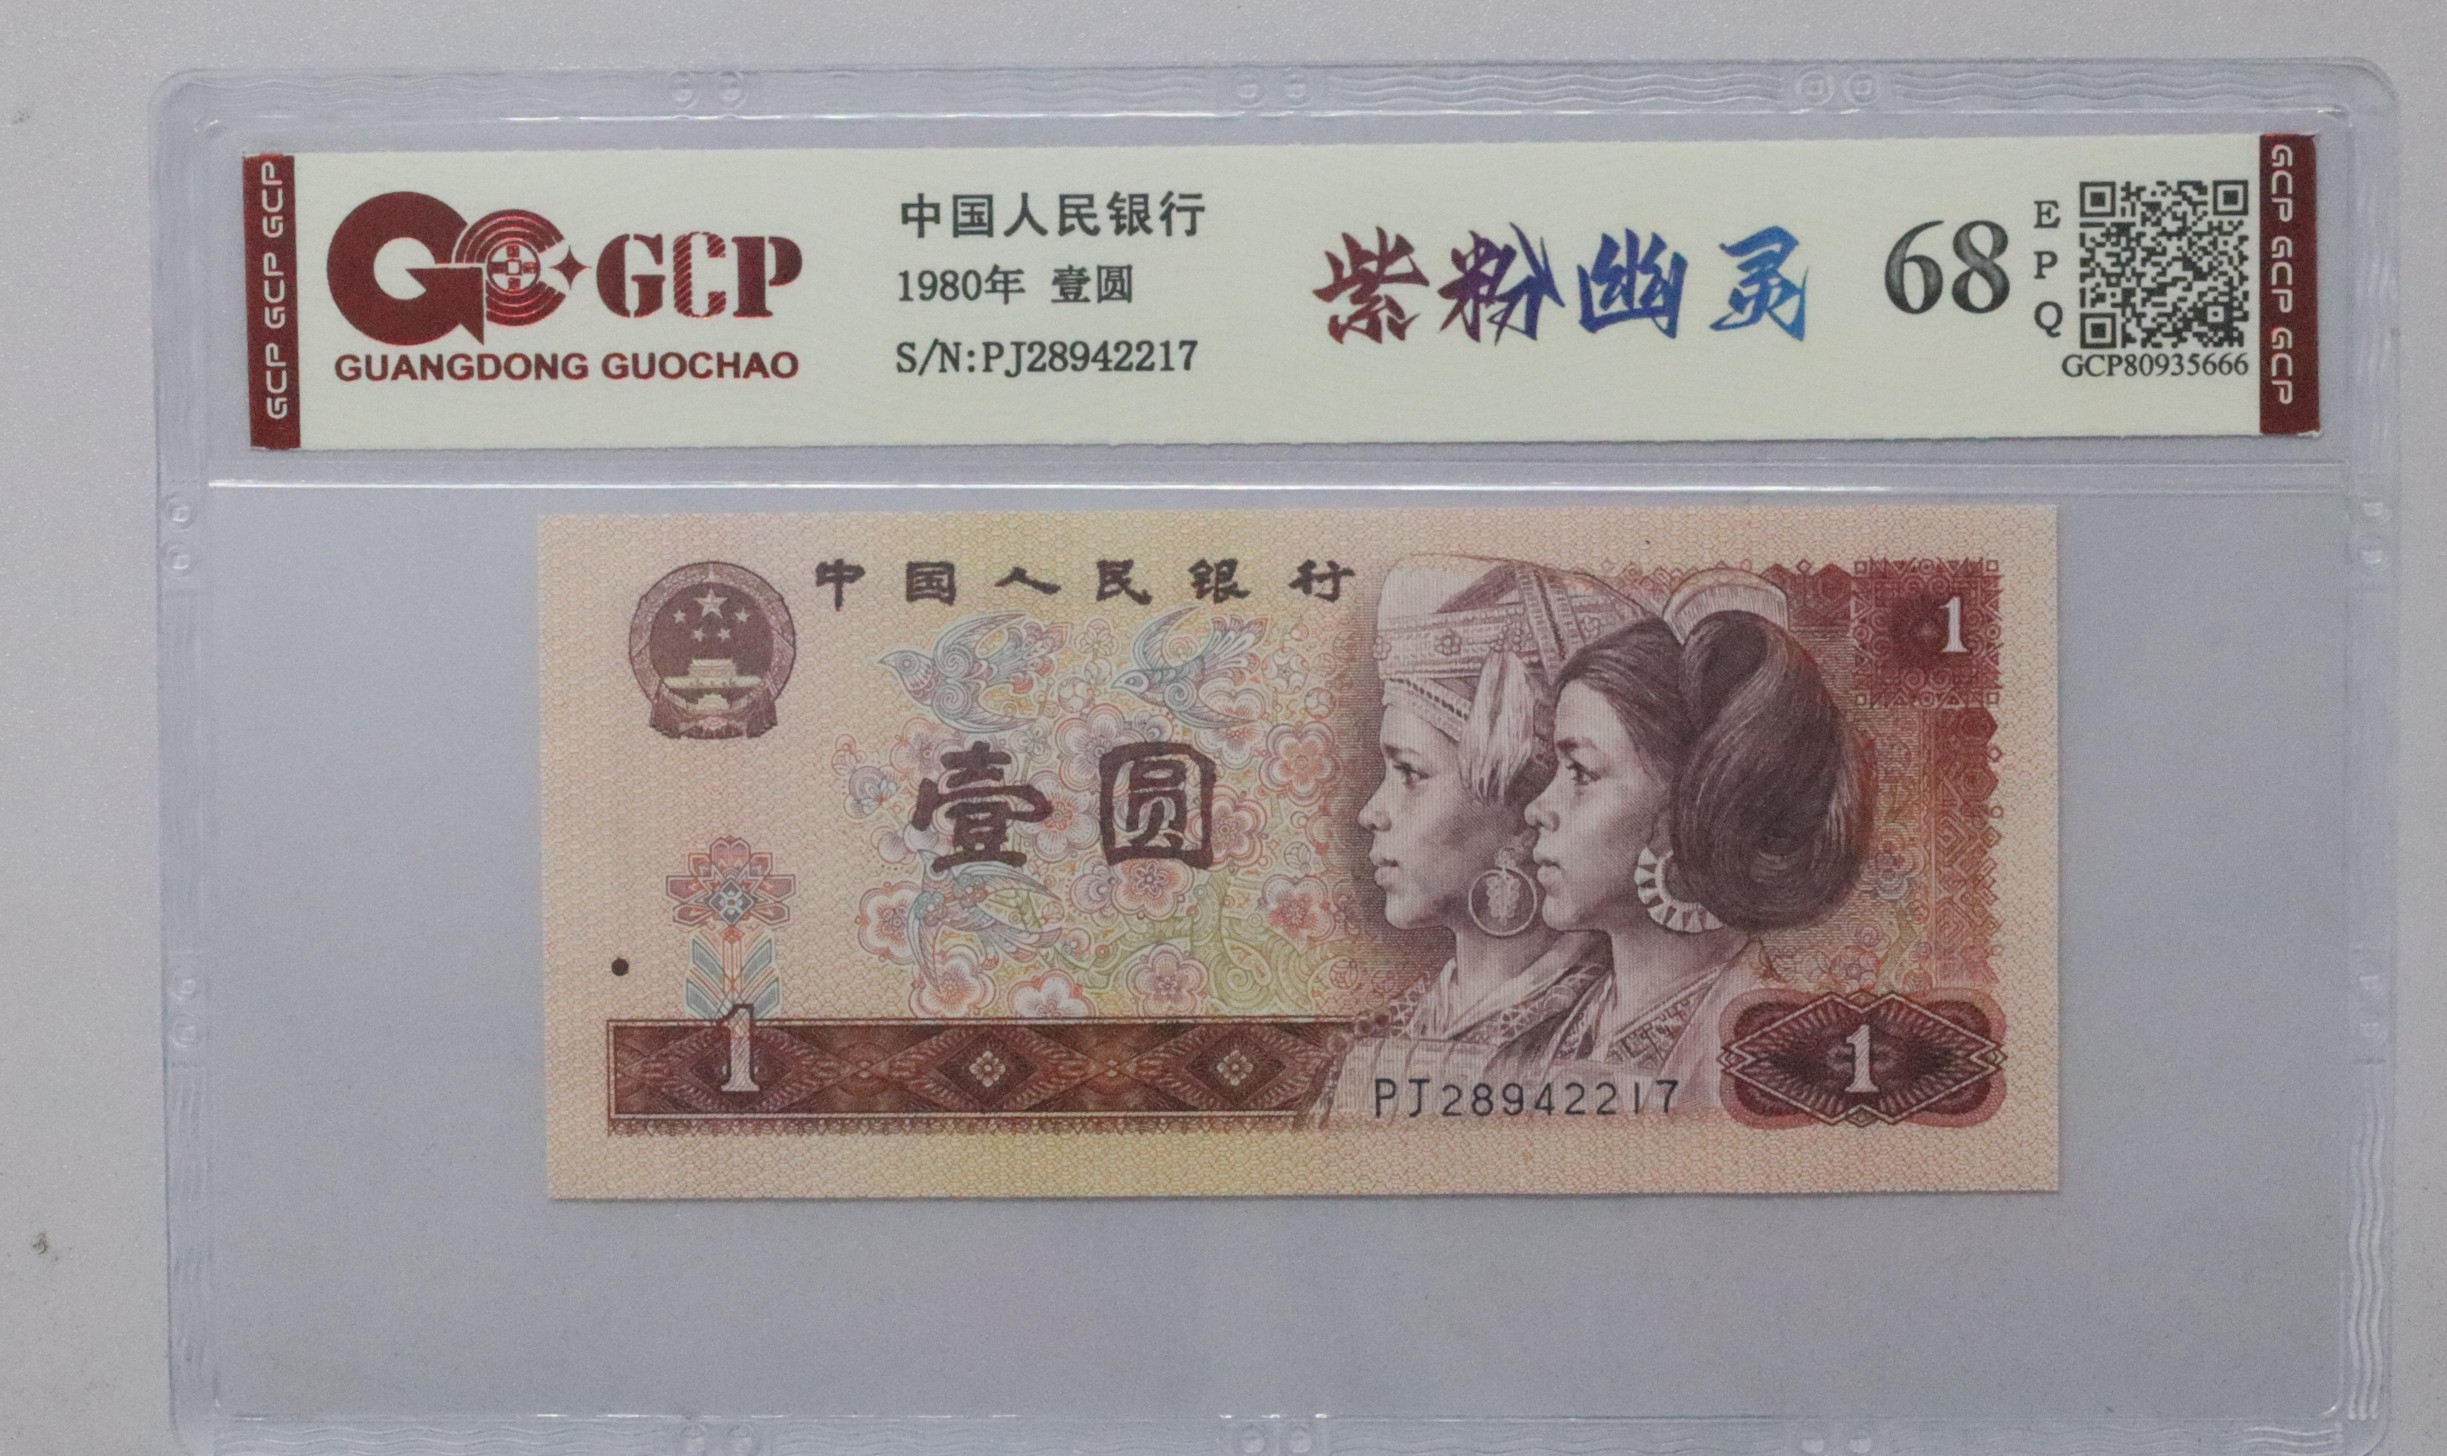 GCP GCP GCP
GCP
GUANGDONG GUOCHAO
中国人民银行
1980年 壹圆
S/N:PJ28942217
紫粉幽灵
68
EPQ
GCP80935666
GCP GCP GCP
中国人民银行
1
壹圆
1
PJ28942217
1